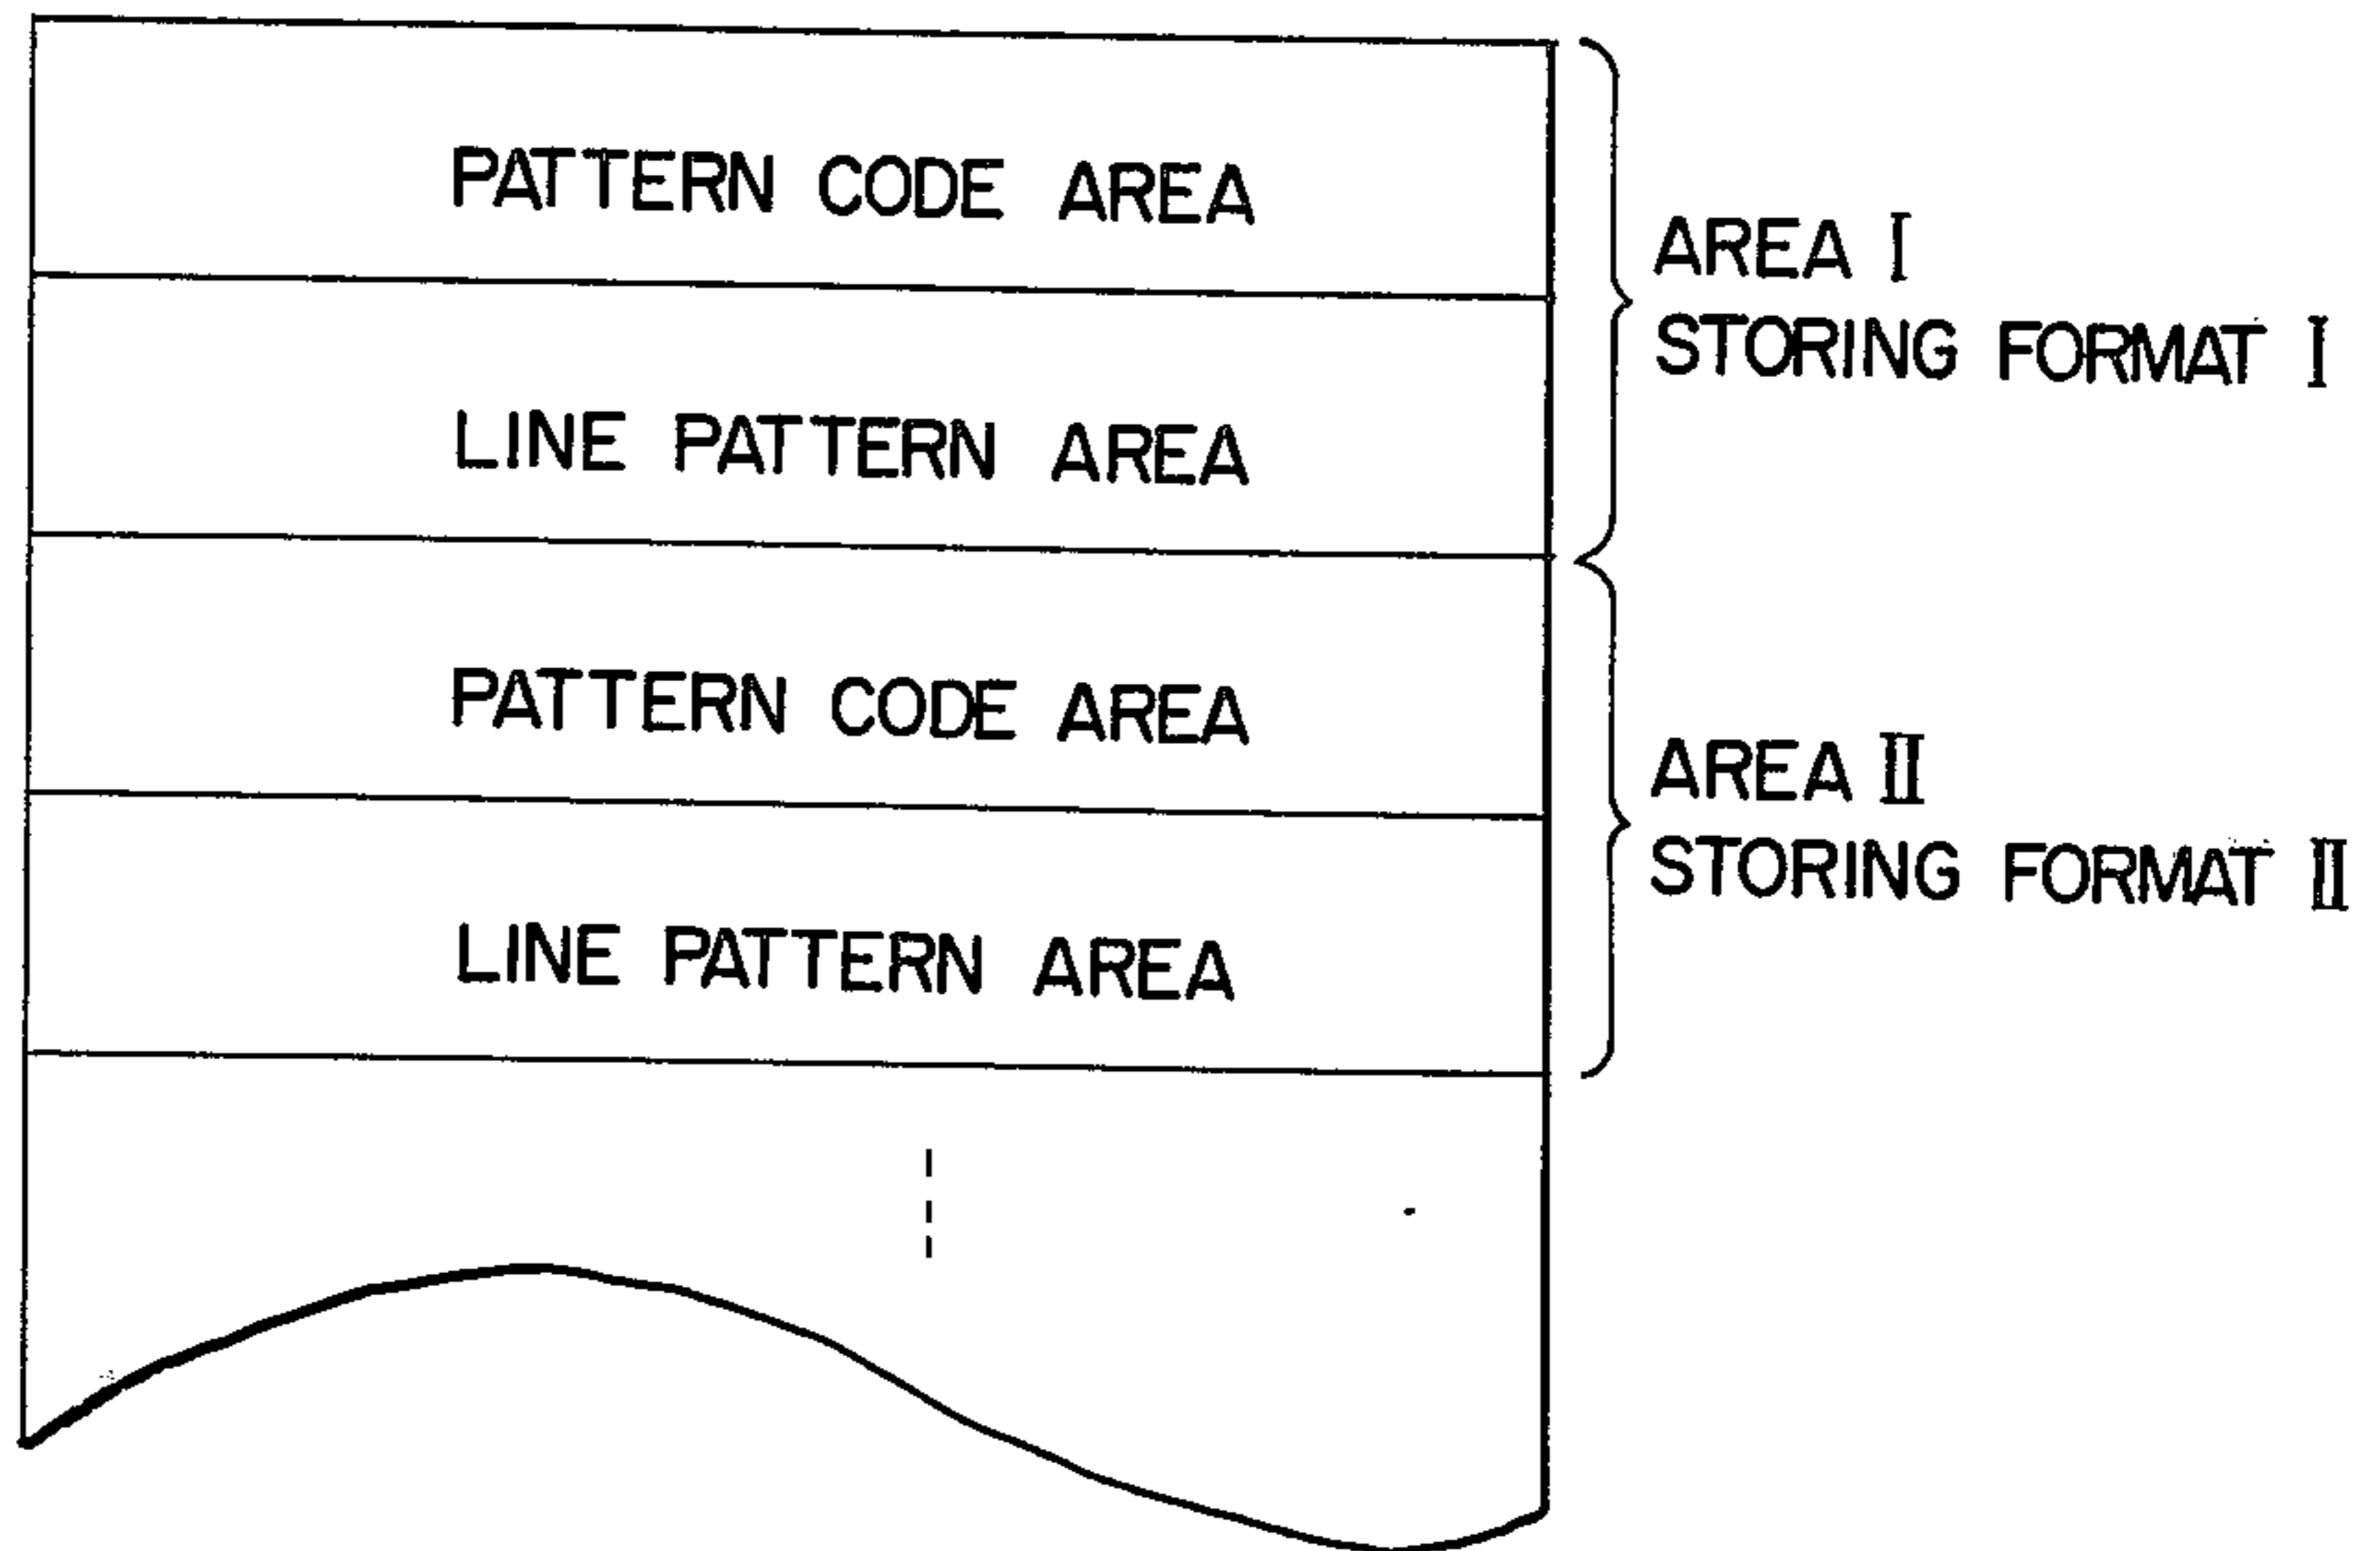 PATTERN CODE AREA
LINE PATTERN AREA
AREA I
STORING FORMAT I
PATTERN CODE AREA
LINE PATTERN AREA
AREA II
STORING FORMAT II